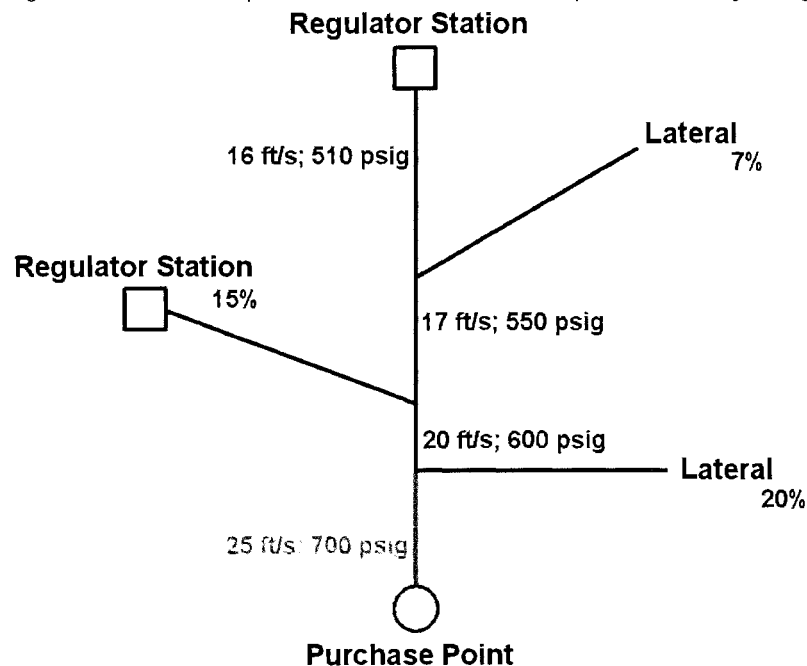 Regulator Station
16 ft/s; 510 psig
Lateral
7%
Regulator Station
15%
17 ft/s; 550 psig
20 ft/s; 600 psig
Lateral
20%
25 ft/s; 700 psig
Purchase Point